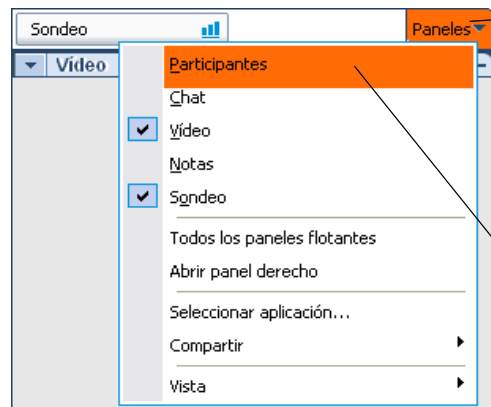 Sondeo Paneles
Vídeo
Participantes
Chat
Vídeo
Notas
Sondeo
Todos los paneles flotantes
Abrir panel derecho
Seleccionar aplicación...
Compartir
Vista